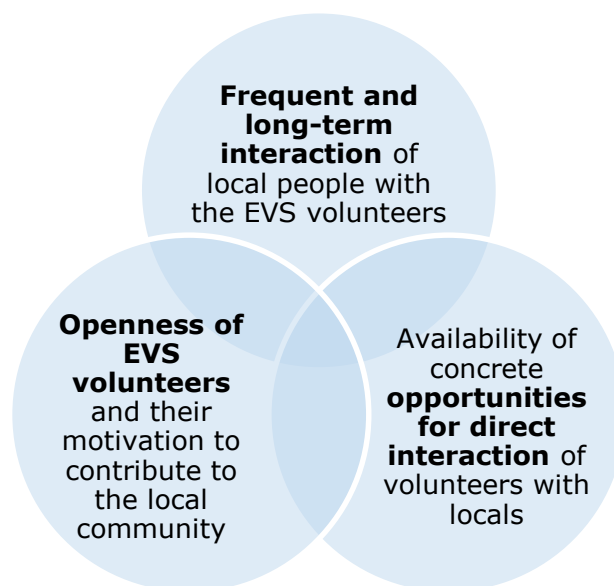 Frequent and
long-term
interaction of
local people with
the EVS volunteers
Openness of
EVS
volunteers
and their
motivation to
contribute to
the local
community
Availability of
concrete
opportunities
for direct
interaction of
volunteers with
locals